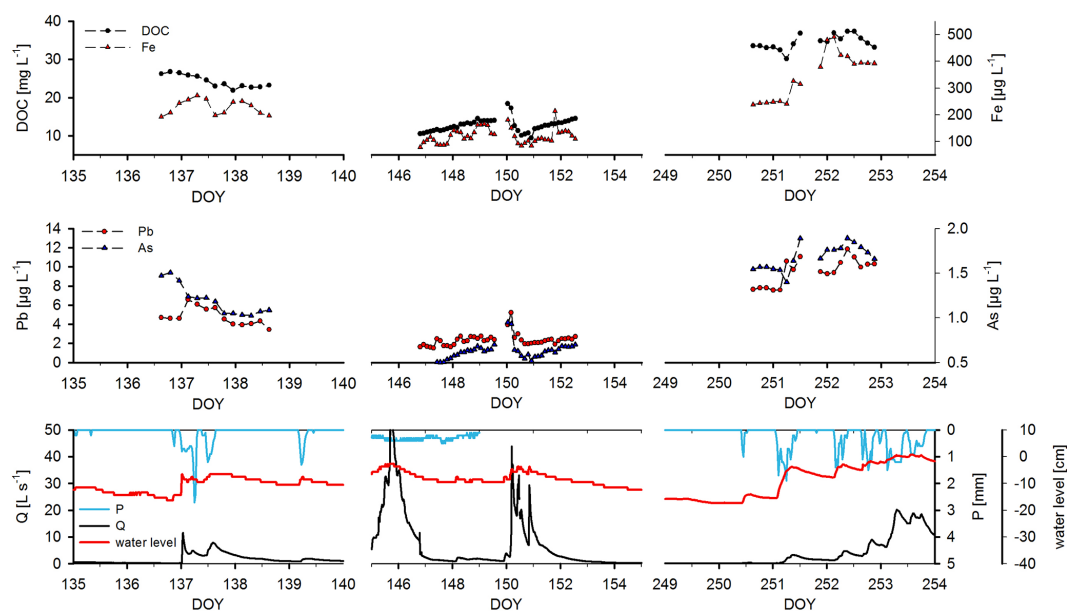 40
30
20
10
DOC [mg L⁻¹]
DOC
Fe
500
400
300
200
100
Fe [µg L⁻¹]
135 136 137 138 139 140
146 148 150 152
249 250 251 252 253 254
DOY DOY DOY
14
12
10
8
6
4
2
0
Pb [µg L⁻¹]
Pb
As
2.0
1.5
1.0
0.5
As [µg L⁻¹]
135 136 137 138 139 140
146 148 150 152
249 250 251 252 253 254
DOY DOY DOY
50
40
30
20
10
0
Q [L s⁻¹]
P
Q
water level
0
1
2
3
4
5
P [mm]
10
0
-10
-20
-30
-40
water level [cm]
135 136 137 138 139 140
146 148 150 152
249 250 251 252 253 254
DOY DOY DOY